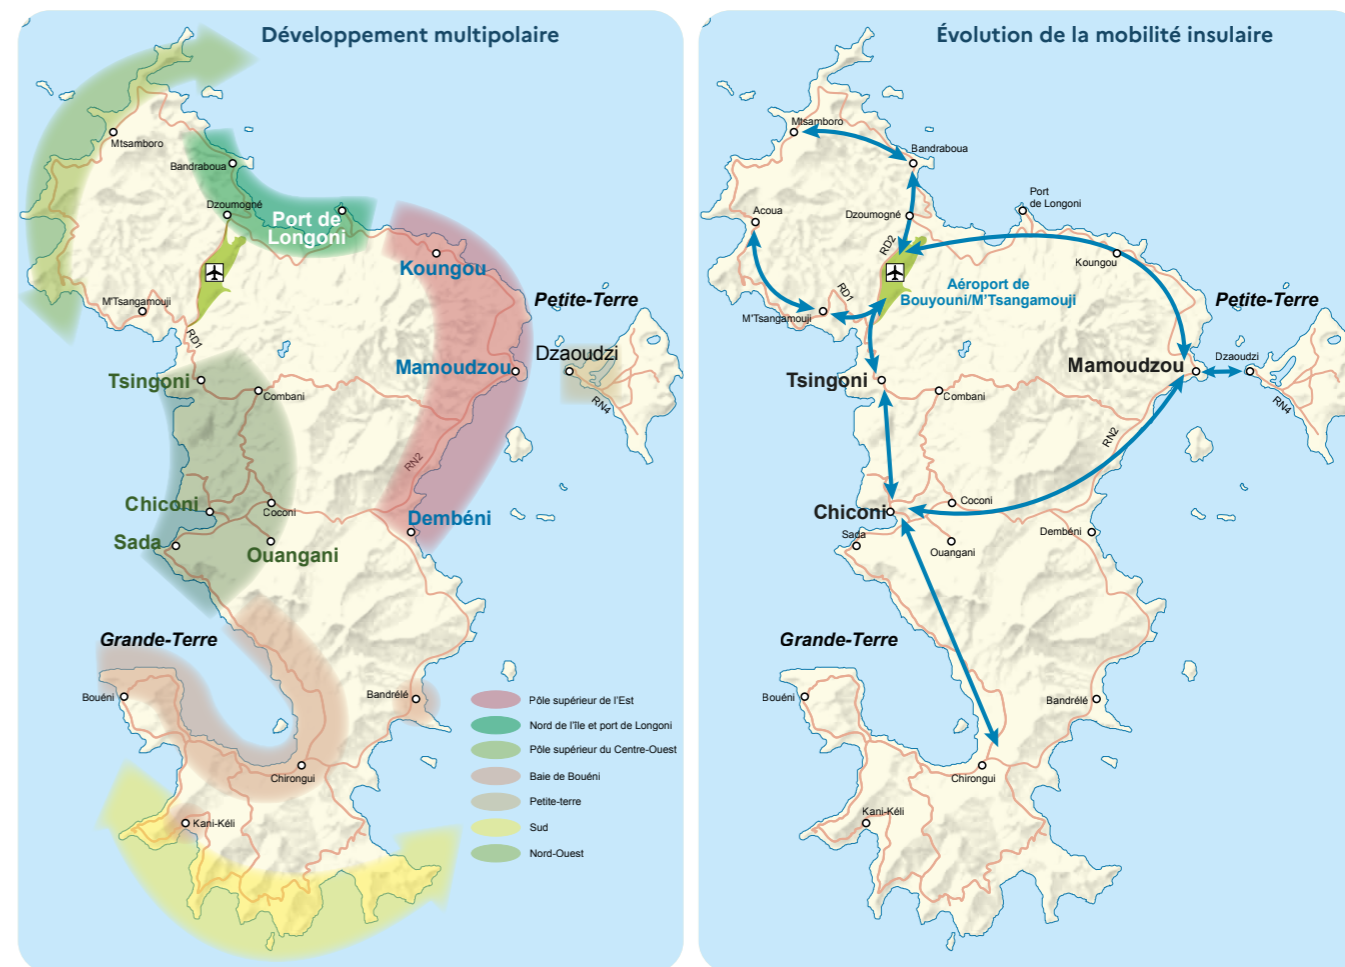 Développement multipolaire
Mtsamboro
Bandraboua
Dzoumogné
Port de
Longoni
Koungou
Petite-Terre
M'Tsangamouji
RD1
Dzaoudzi
Mamoudzou
Tsingoni
Combani
RN4
RN2
Chiconi
Coconi
Dembéni
Sada
Ouangani
Grande-Terre
Bouéni
Bandrélé
Chirongui
Kani-Kéli
Pôle supérieur de l'Est
Nord de l'île et port de Longoni
Pôle supérieur du Centre-Ouest
Baie de Bouéni
Petite-terre
Sud
Nord-Ouest
Évolution de la mobilité insulaire
Mtsamboro
Bandraboua
Port
de Longoni
Acoua
Dzoumogné
RD2
Koungou
Aéroport de
Bouyouni/M'Tsangamouji
RD1
Petite-Terre
M'Tsangamouji
Dzaoudzi
Mamoudzou
Tsingoni
Combani
RN4
RN2
Coconi
Chiconi
Sada
Dembéni
Ouangani
Grande-Terre
Bouéni
Bandrélé
Chirongui
Kani-Kéli